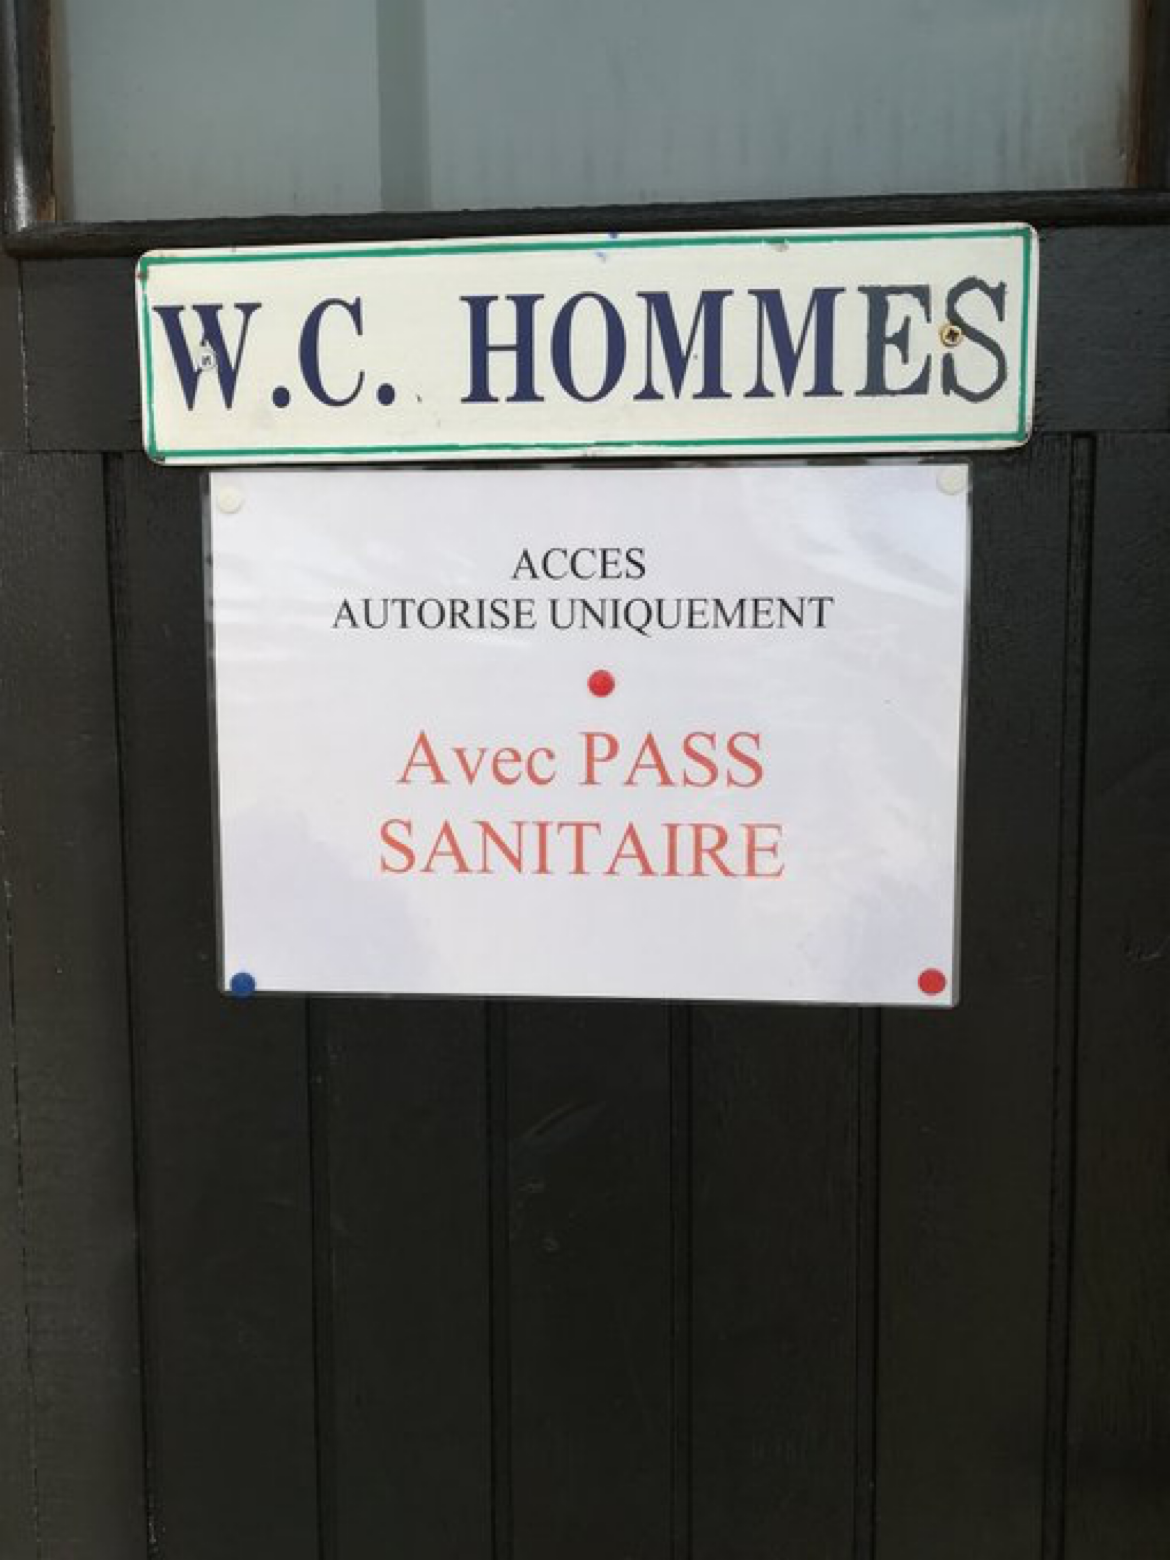 W.C. HOMMES
ACCES
AUTORISE UNIQUEMENT
Avec PASS
SANITAIRE